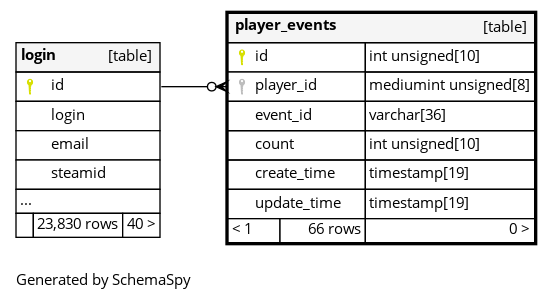 login [table]
id
login
email
steamid
...
23,830 rows 40 >
player_events [table]
id int unsigned[10]
player_id mediumint unsigned[8]
event_id varchar[36]
count int unsigned[10]
create_time timestamp[19]
update_time timestamp[19]
< 1 66 rows 0 >
Generated by SchemaSpy